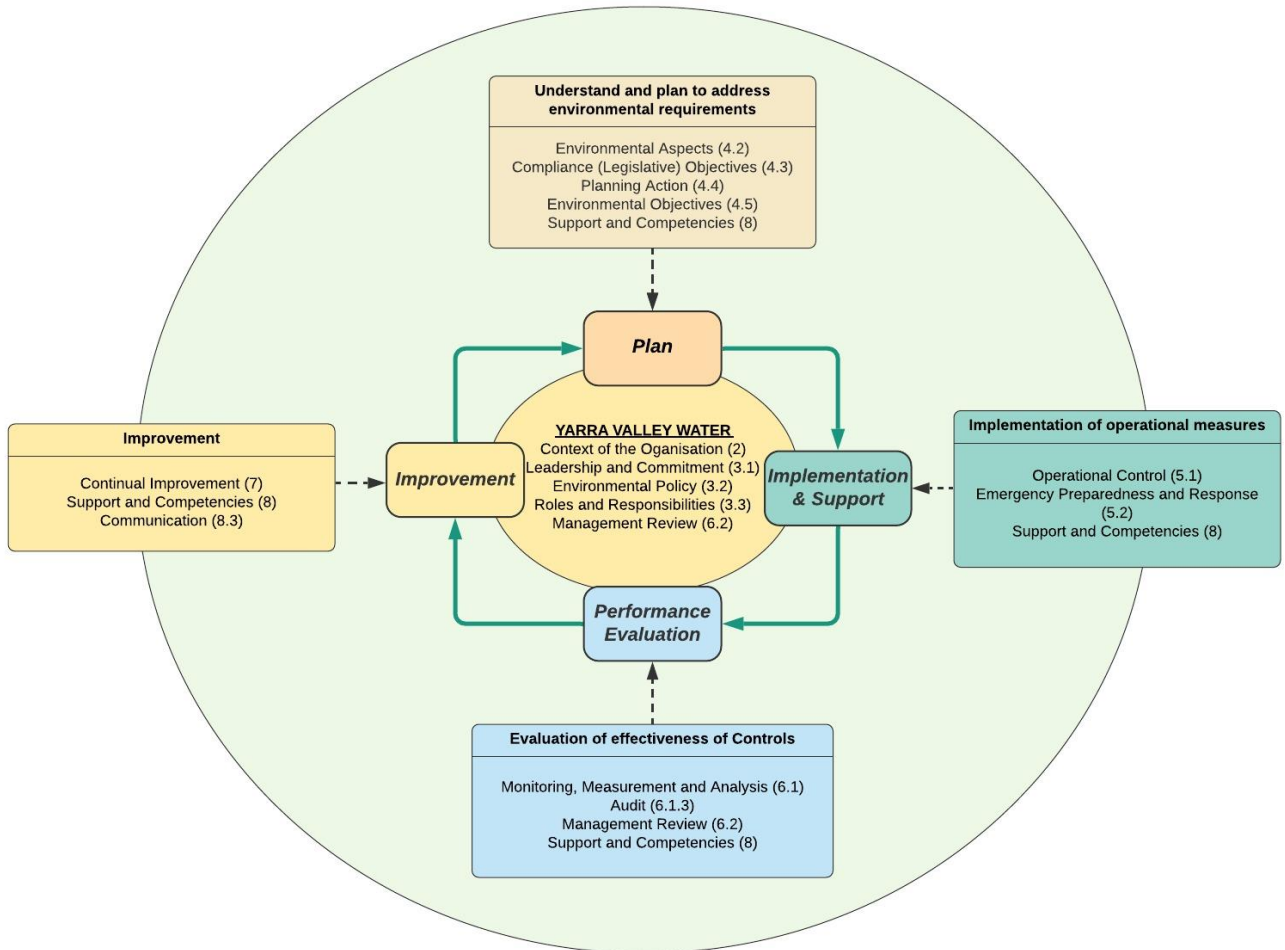 Understand and plan to address
environmental requirements
Environmental Aspects (4.2)
Compliance (Legislative) Objectives (4.3)
Planning Action (4.4)
Environmental Objectives (4.5)
Support and Competencies (8)
Plan
YARRA VALLEY WATER
Context of the Oganisation (2)
Leadership and Commitment (3.1)
Environmental Policy (3.2)
Roles and Responsibilities (3.3)
Management Review (6.2)
Improvement
Continual Improvement (7)
Support and Competencies (8)
Communication (8.3)
Improvement
Implementation
& Support
Implementation of operational measures
Operational Control (5.1)
Emergency Preparedness and Response
(5.2)
Support and Competencies (8)
Performance
Evaluation
Evaluation of effectiveness of Controls
Monitoring, Measurement and Analysis (6.1)
Audit (6.1.3)
Management Review (6.2)
Support and Competencies (8)